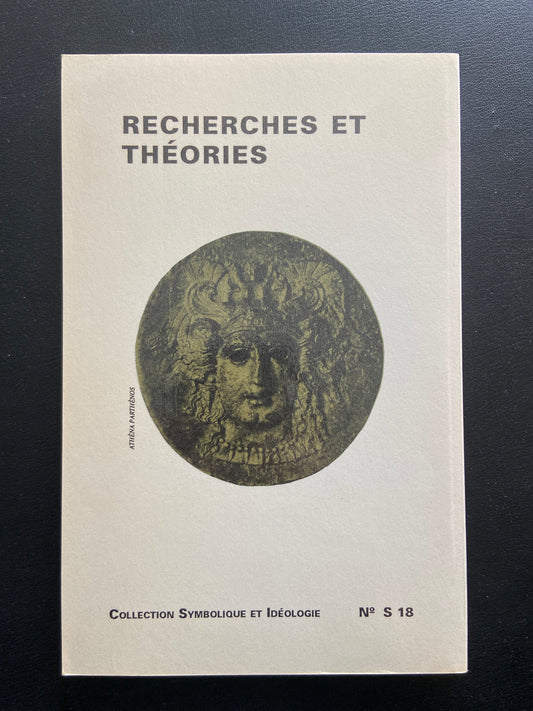 RECHERCHES ET
THÉORIES
ATHÉNA PARTHÉNOS
COLLECTION SYMBOLIQUE ET IDÉOLOGIE Nº S 18